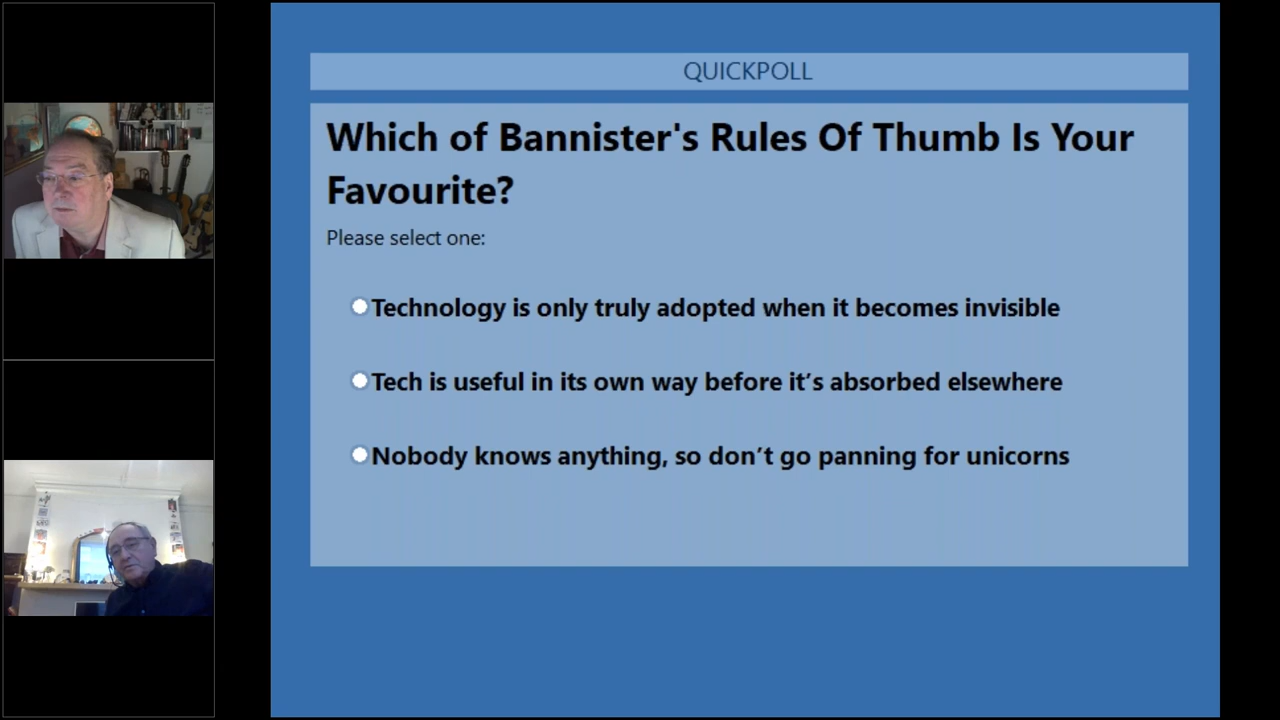 QUICKPOLL
Which of Bannister's Rules Of Thumb Is Your
Favourite?
Please select one:
Technology is only truly adopted when it becomes invisible
Tech is useful in its own way before it’s absorbed elsewhere
Nobody knows anything, so don’t go panning for unicorns